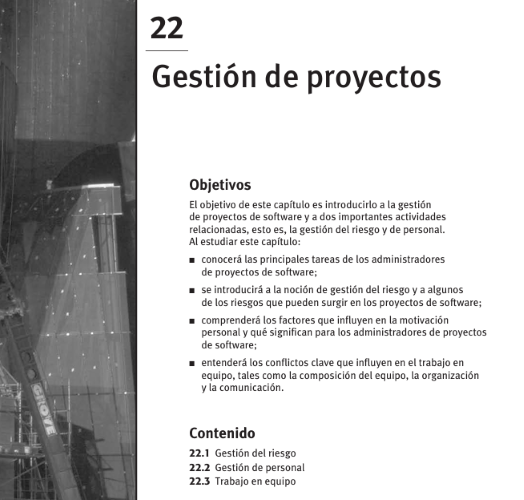 22
Gestión de proyectos
Objetivos
El objetivo de este capítulo es introducirlo a la gestión
de proyectos de software y a dos importantes actividades
relacionadas, esto es, la gestión del riesgo y de personal.
Al estudiar este capítulo:
■ conocerá las principales tareas de los administradores
de proyectos de software;
■ se introducirá a la noción de gestión del riesgo y a algunos
de los riesgos que pueden surgir en los proyectos de software;
■ comprenderá los factores que influyen en la motivación
personal y qué significan para los administradores de proyectos
de software;
■ entenderá los conflictos clave que influyen en el trabajo en
equipo, tales como la composición del equipo, la organización
y la comunicación.
Contenido
22.1 Gestión del riesgo
22.2 Gestión de personal
22.3 Trabajo en equipo
GROVE